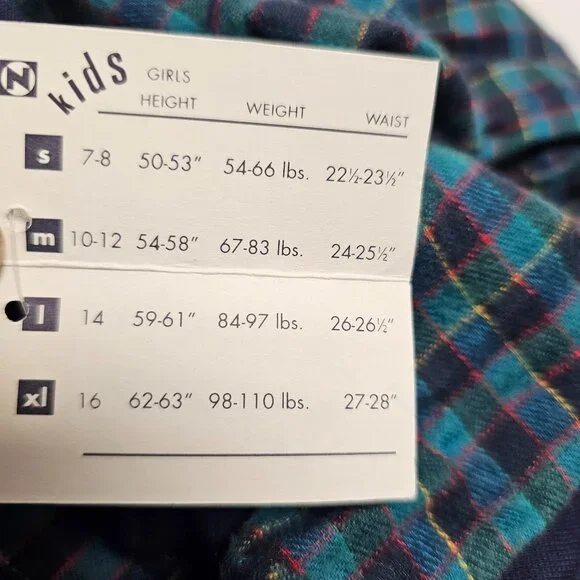 N kids
GIRLS
HEIGHT WEIGHT WAIST
s 7-8 50-53" 54-66 lbs. 22½-23½"
m 10-12 54-58" 67-83 lbs. 24-25½"
l 14 59-61" 84-97 lbs. 26-26½"
xl 16 62-63" 98-110 lbs. 27-28"